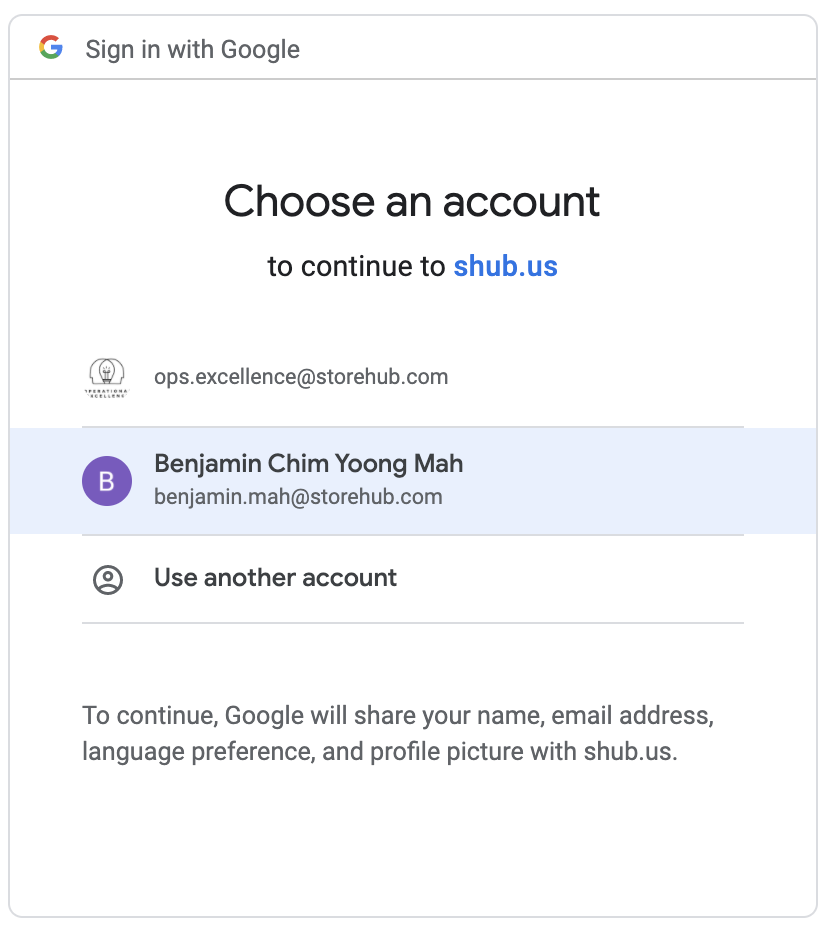 Sign in with Google
Choose an account
to continue to shub.us
ops.excellence@storehub.com
B
Benjamin Chim Yoong Mah
benjamin.mah@storehub.com
Use another account
To continue, Google will share your name, email address,
language preference, and profile picture with shub.us.